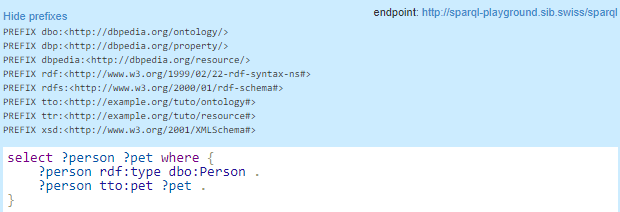 Hide prefixes
endpoint: http://sparql-playground.sib.swiss/sparql
PREFIX dbo:<http://dbpedia.org/ontology/>
PREFIX dbp:<http://dbpedia.org/property/>
PREFIX dbpedia:<http://dbpedia.org/resource/>
PREFIX rdf:<http://www.w3.org/1999/02/22-rdf-syntax-ns#>
PREFIX rdfs:<http://www.w3.org/2000/01/rdf-schema#>
PREFIX tto:<http://example.org/tuto/ontology#>
PREFIX ttr:<http://example.org/tuto/resource#>
PREFIX xsd:<http://www.w3.org/2001/XMLSchema#>
select ?person ?pet where {
    ?person rdf:type dbo:Person .
    ?person tto:pet ?pet .
}